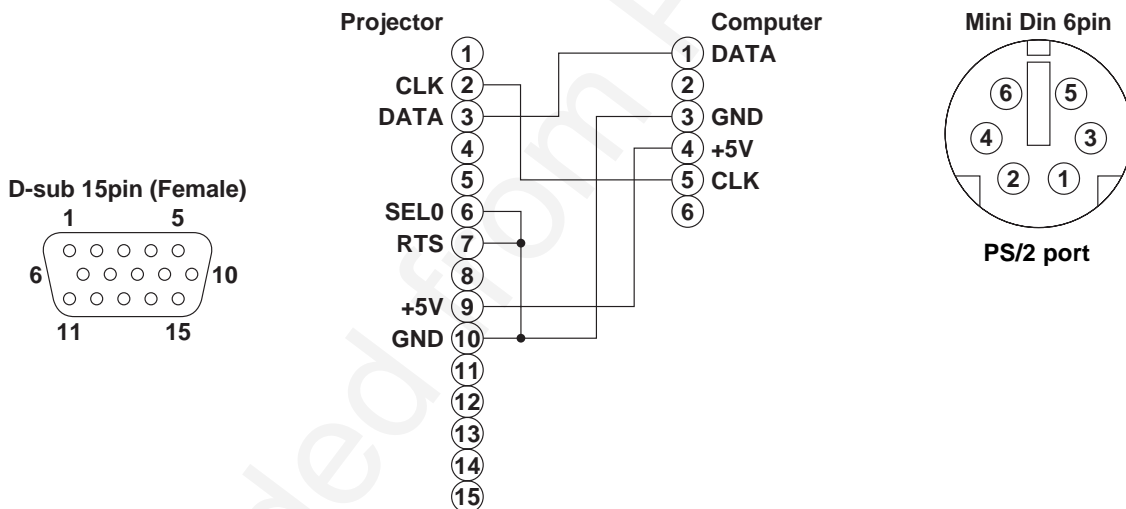 Projector
Computer
Mini Din 6pin
1
CLK 2
DATA 3
4
5
SEL0 6
RTS 7
8
+5V 9
GND 10
11
12
13
14
15
1 DATA
2
3 GND
4 +5V
5 CLK
6
6 5
4 3
2 1
PS/2 port
D-sub 15pin (Female)
1 5
6 10
11 15
ded from